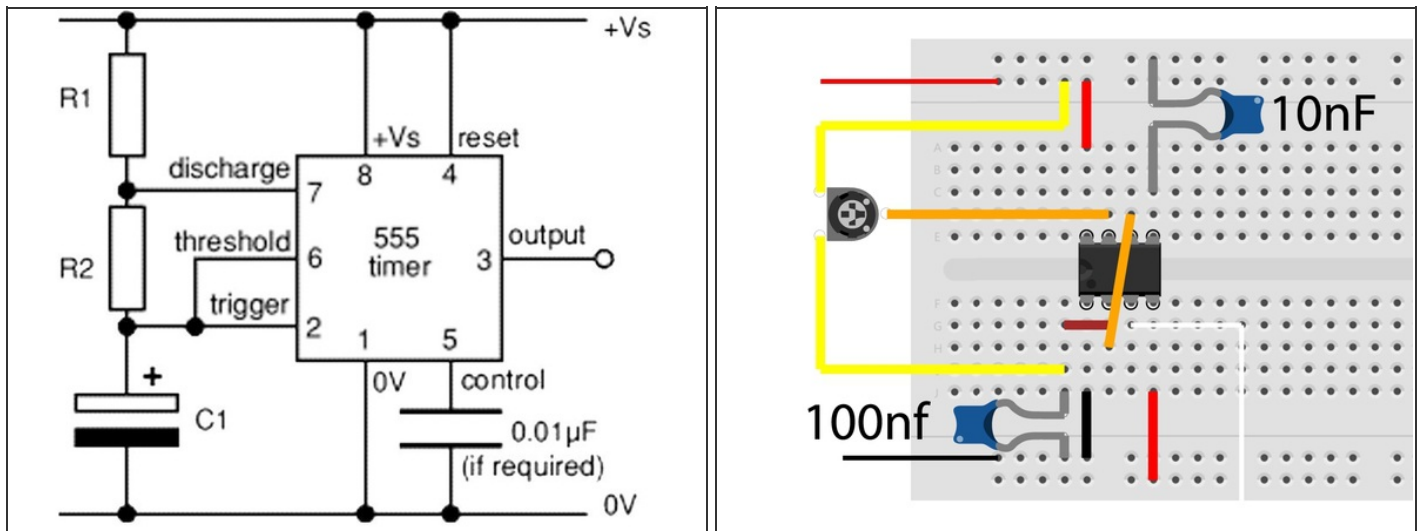 +Vs
R1
+Vs
reset
discharge
8
4
7
threshold
555
output
6
timer
3
R2
trigger
2
1
5
+
0V
control
C1
0.01µF
(if required)
0V
10nF
A
B
C
E
F
G
H
J
100nf